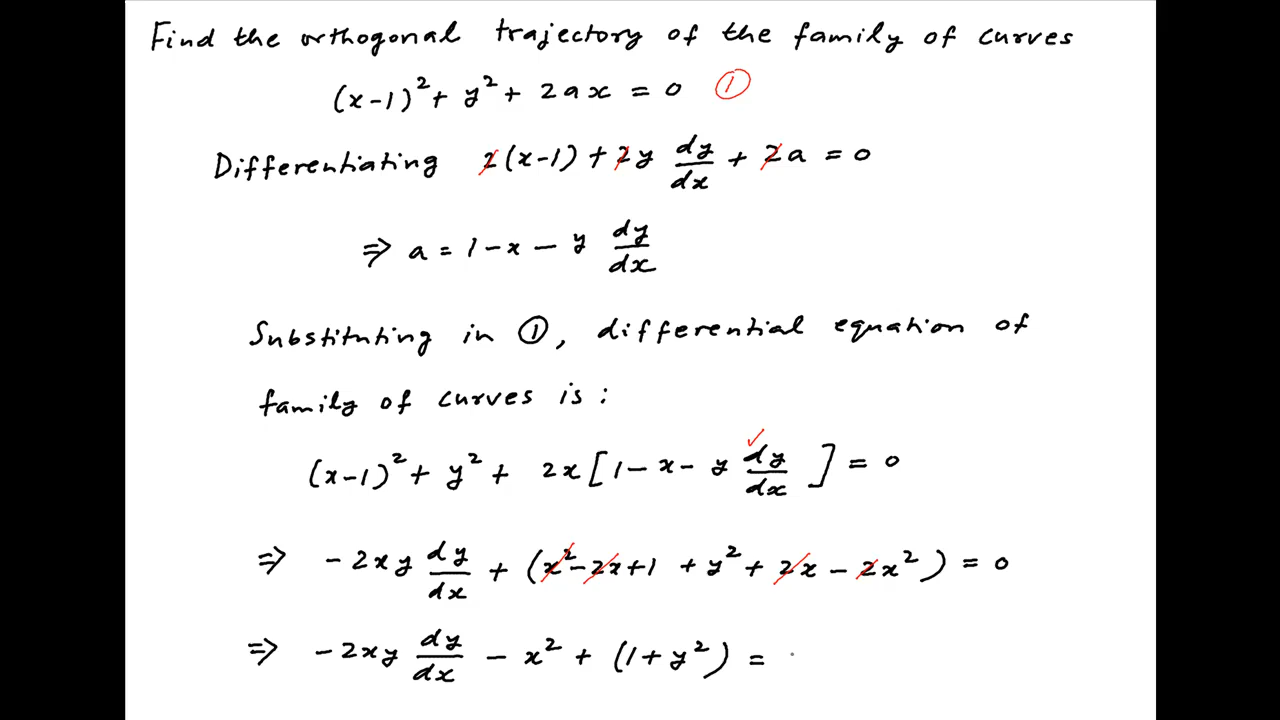 Find the orthogonal trajectory of the family of curves
(x-1)² + y² + 2ax = 0 ①
Differentiating 2(x-1) + 2y dy/dx + 2a = 0
⇒ a = 1-x - y dy/dx
Substituting in ①, differential equation of
family of curves is :
(x-1)² + y² + 2x [1-x- y dy/dx ] = 0
⇒ -2xy dy/dx + (x²-2x+1 + y² + 2x - 2x²) = 0
⇒ -2xy dy/dx - x² + (1+y²) =